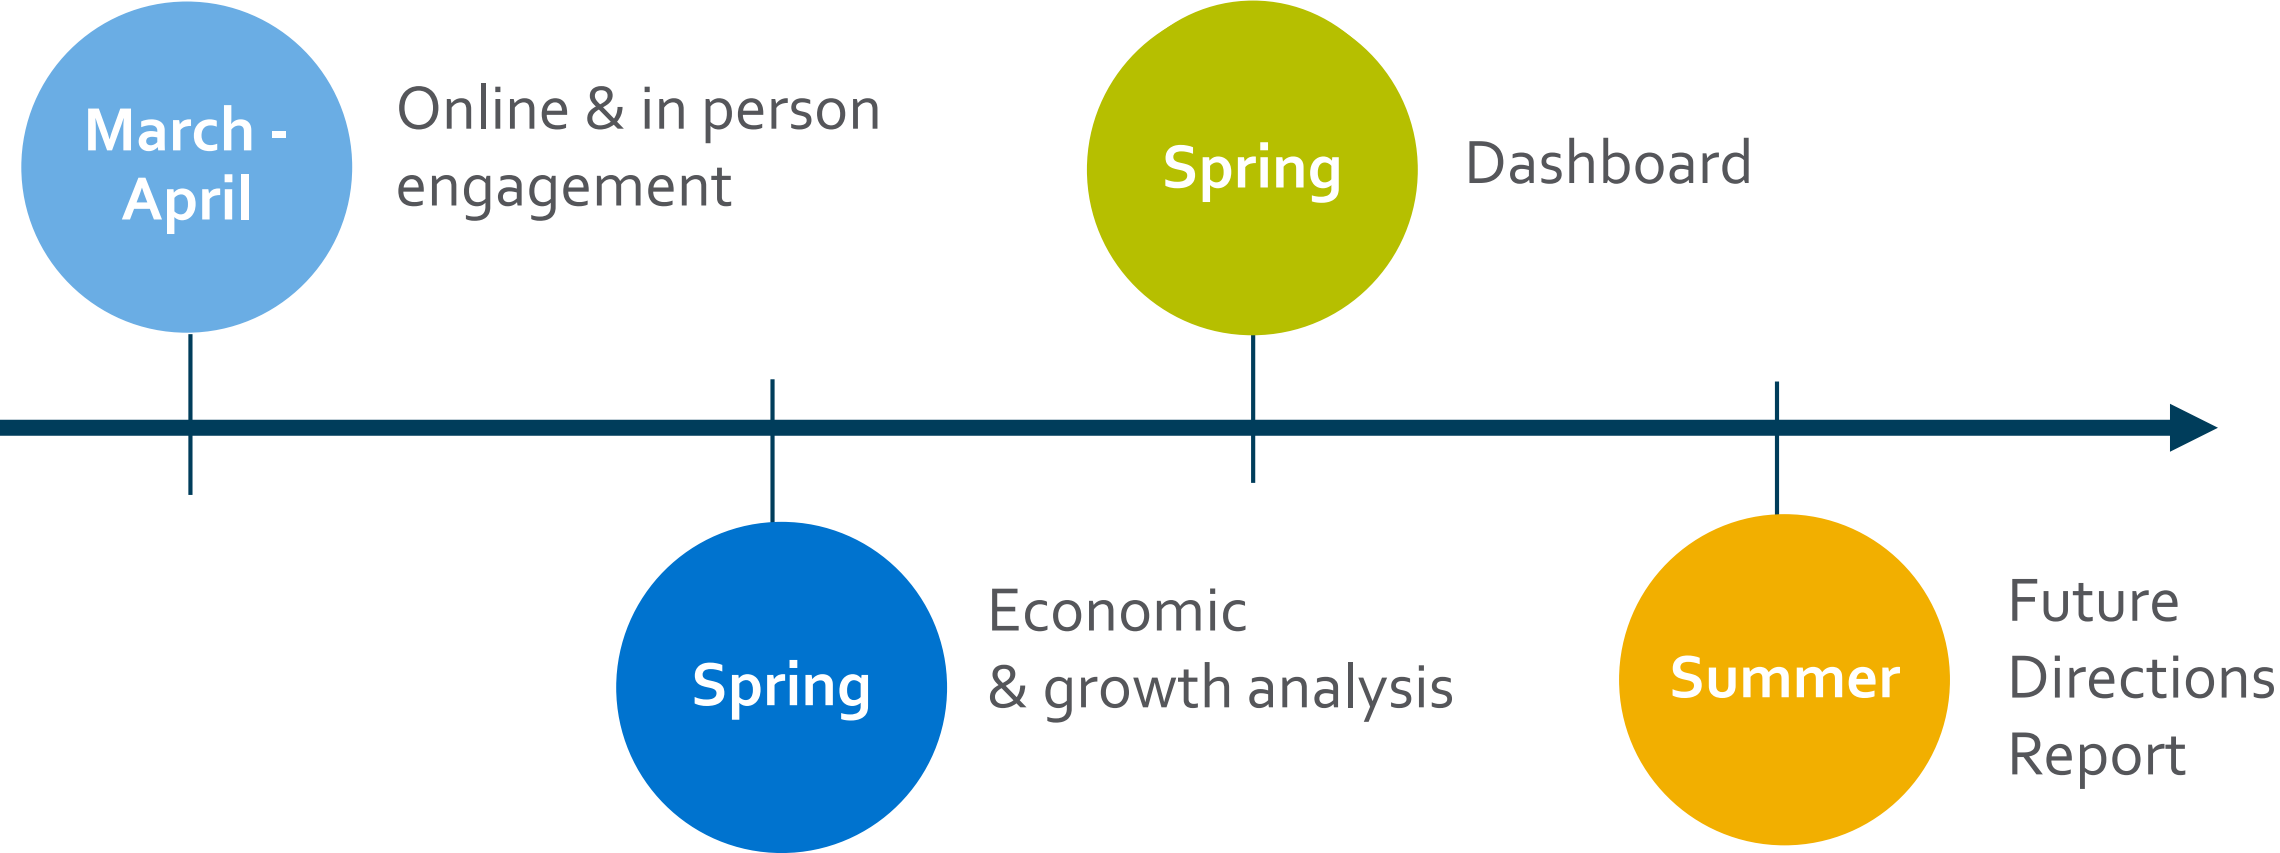 March -
April
Online & in person
engagement
Spring
Economic
& growth analysis
Spring
Dashboard
Summer
Future
Directions
Report